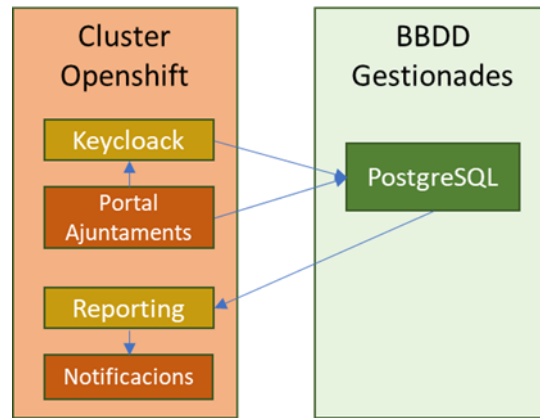 Cluster
Openshift
Keycloack
Portal
Ajuntaments
Reporting
Notificacions
BBDD
Gestionades
PostgreSQL